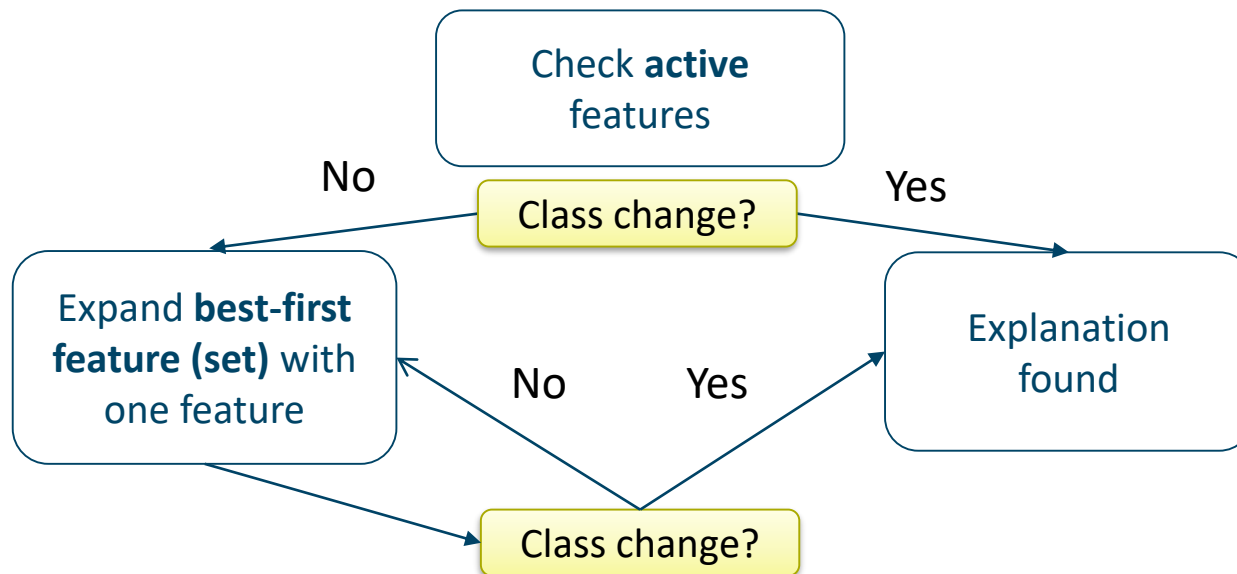 Check active
features
No
Class change?
Yes
Expand best-first
feature (set) with
one feature
Explanation
found
No
Yes
Class change?